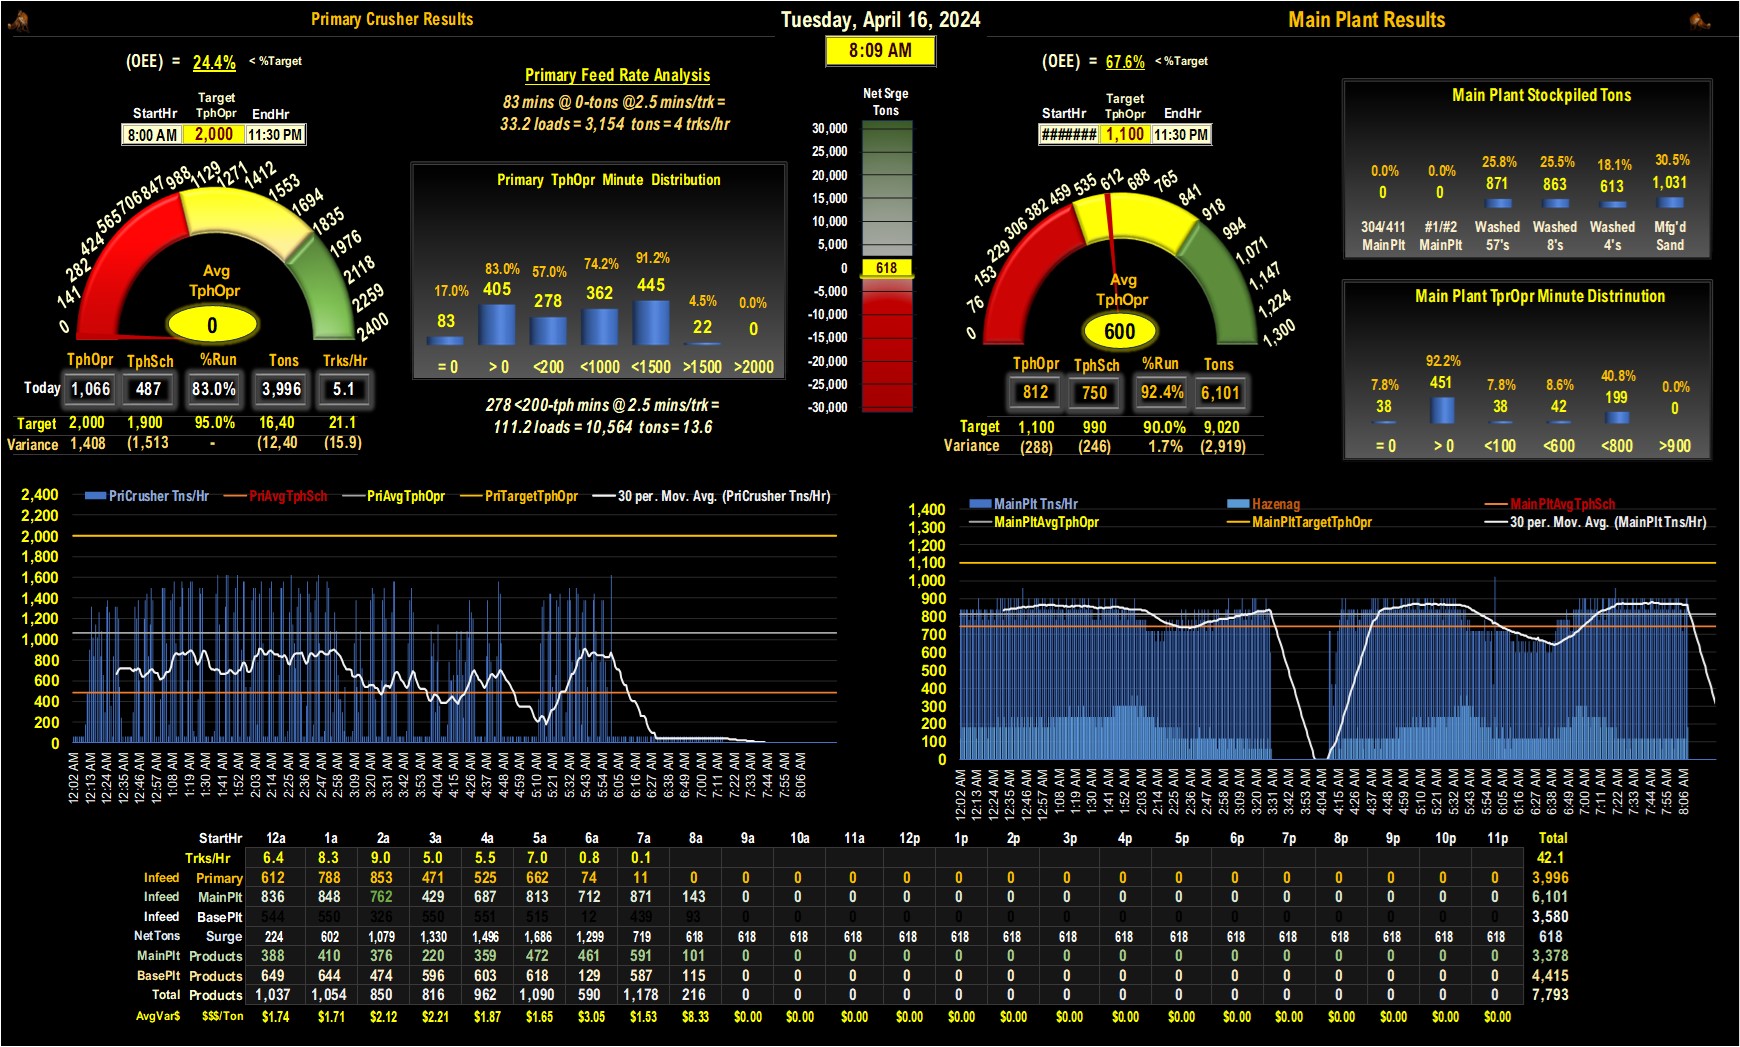 Primary Crusher Results
Tuesday, April 16, 2024
Main Plant Results
8:09 AM
(OEE) = 24.4% < %Target
StartHr Target TphOpr EndHr
8:00 AM 2,000 11:30 PM
Primary Feed Rate Analysis
83 mins @ 0-tons @2.5 mins/trk =
33.2 loads = 3,154 tons = 4 trks/hr
0 141 282 424 565 706 847 988 1129 1271 1412 1553 1694 1835 1976 2118 2259 2400
Avg
TphOpr
0
TphOpr TphSch %Run Tons Trks/Hr
Today 1,066 487 83.0% 3,996 5.1
Target 2,000 1,900 95.0% 16,40 21.1
Variance 1,408 (1,513 - (12,40 (15.9)
Primary TphOpr Minute Distribution
17.0% 83.0% 57.0% 74.2% 91.2% 4.5% 0.0%
83 405 278 362 445 22 0
= 0 > 0 <200 <1000 <1500 >1500 >2000
278 <200-tph mins @ 2.5 mins/trk =
111.2 loads = 10,564 tons = 13.6
Net Srge
Tons
30,000
25,000
20,000
15,000
10,000
5,000
0 618
-5,000
-10,000
-15,000
-20,000
-25,000
-30,000
(OEE) = 67.6% < %Target
StartHr Target TphOpr EndHr
####### 1,100 11:30 PM
0 76 153 229 306 382 459 535 612 688 765 841 918 994 1,071 1,147 1,224 1,300
Avg
TphOpr
600
TphOpr TphSch %Run Tons
812 750 92.4% 6,101
Target 1,100 990 90.0% 9,020
Variance (288) (246) 1.7% (2,919)
Main Plant Stockpiled Tons
0.0% 0.0% 25.8% 25.5% 18.1% 30.5%
0 0 871 863 613 1,031
304/411 #1/#2 Washed Washed Washed Mfg'd
MainPlt MainPlt 57's 8's 4's Sand
Main Plant TprOpr Minute Distrinution
7.8% 92.2% 7.8% 8.6% 40.8% 0.0%
38 451 38 42 199 0
= 0 > 0 <100 <600 <800 >900
PriCrusher Tns/Hr PriAvgTphSch PriAvgTphOpr PriTargetTphOpr 30 per. Mov. Avg. (PriCrusher Tns/Hr)
2,400
2,200
2,000
1,800
1,600
1,400
1,200
1,000
800
600
400
200
0
12:02 AM 12:13 AM 12:24 AM 12:35 AM 12:46 AM 12:57 AM 1:08 AM 1:19 AM 1:30 AM 1:41 AM 1:52 AM 2:03 AM 2:14 AM 2:25 AM 2:36 AM 2:47 AM 2:58 AM 3:09 AM 3:20 AM 3:31 AM 3:42 AM 3:53 AM 4:04 AM 4:15 AM 4:26 AM 4:37 AM 4:48 AM 4:59 AM 5:10 AM 5:21 AM 5:32 AM 5:43 AM 5:54 AM 6:05 AM 6:16 AM 6:27 AM 6:38 AM 6:49 AM 7:00 AM 7:11 AM 7:22 AM 7:33 AM 7:44 AM 7:55 AM 8:06 AM
MainPlt Tns/Hr Hazenag MainPltAvgTphSch
MainPltAvgTphOpr MainPltTargetTphOpr 30 per. Mov. Avg. (MainPlt Tns/Hr)
1,400
1,300
1,200
1,100
1,000
900
800
700
600
500
400
300
200
100
0
12:02 AM 12:13 AM 12:24 AM 12:35 AM 12:46 AM 12:57 AM 1:08 AM 1:19 AM 1:30 AM 1:41 AM 1:52 AM 2:03 AM 2:14 AM 2:25 AM 2:36 AM 2:47 AM 2:58 AM 3:09 AM 3:20 AM 3:31 AM 3:42 AM 3:53 AM 4:04 AM 4:15 AM 4:26 AM 4:37 AM 4:48 AM 4:59 AM 5:10 AM 5:21 AM 5:32 AM 5:43 AM 5:54 AM 6:05 AM 6:16 AM 6:27 AM 6:38 AM 6:49 AM 7:00 AM 7:11 AM 7:22 AM 7:33 AM 7:44 AM 7:55 AM 8:06 AM
StartHr 12a 1a 2a 3a 4a 5a 6a 7a 8a 9a 10a 11a 12p 1p 2p 3p 4p 5p 6p 7p 8p 9p 10p 11p Total
Trks/Hr 6.4 8.3 9.0 5.0 5.5 7.0 0.8 0.1 42.1
Infeed Primary 612 788 853 471 525 662 74 11 0 0 0 0 0 0 0 0 0 0 0 0 0 0 0 0 3,996
Infeed MainPlt 836 848 762 429 687 813 712 871 143 0 0 0 0 0 0 0 0 0 0 0 0 0 0 0 6,101
Infeed BasePlt 544 550 326 550 551 515 12 439 93 0 0 0 0 0 0 0 0 0 0 0 0 0 0 0 3,580
NetTons Surge 224 602 1,079 1,330 1,496 1,686 1,299 719 618 618 618 618 618 618 618 618 618 618 618 618 618 618 618 618 618
MainPlt Products 388 410 376 220 359 472 461 591 101 0 0 0 0 0 0 0 0 0 0 0 0 0 0 0 3,378
BasePlt Products 649 644 474 596 603 618 129 587 115 0 0 0 0 0 0 0 0 0 0 0 0 0 0 0 4,415
Total Products 1,037 1,054 850 816 962 1,090 590 1,178 216 0 0 0 0 0 0 0 0 0 0 0 0 0 0 0 7,793
AvgVar$ $$$/Ton $1.74 $1.71 $2.12 $2.21 $1.87 $1.65 $3.05 $1.53 $8.33 $0.00 $0.00 $0.00 $0.00 $0.00 $0.00 $0.00 $0.00 $0.00 $0.00 $0.00 $0.00 $0.00 $0.00 $0.00